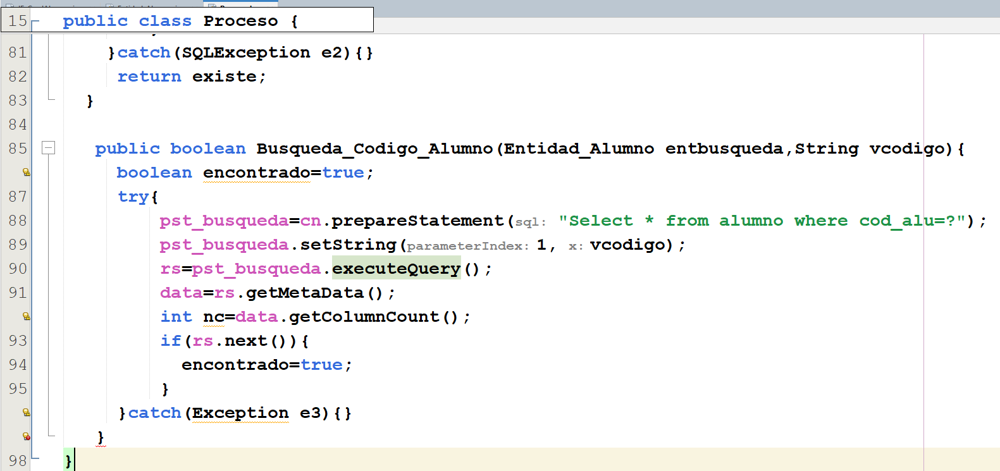 15 public class Proceso {
81 }catch(SQLException e2){}
82 return existe;
83 }
84
85 public boolean Busqueda_Codigo_Alumno(Entidad_Alumno entbusqueda,String vcodigo){
boolean encontrado=true;
87 try{
88 pst_busqueda=cn.prepareStatement(sql: "Select * from alumno where cod_alu=?");
89 pst_busqueda.setString(parameterIndex: 1, x: vcodigo);
90 rs=pst_busqueda.executeQuery();
91 data=rs.getMetaData();
int nc=data.getColumnCount();
93 if(rs.next()){
94 encontrado=true;
95 }
}catch(Exception e3){}
}
98 }